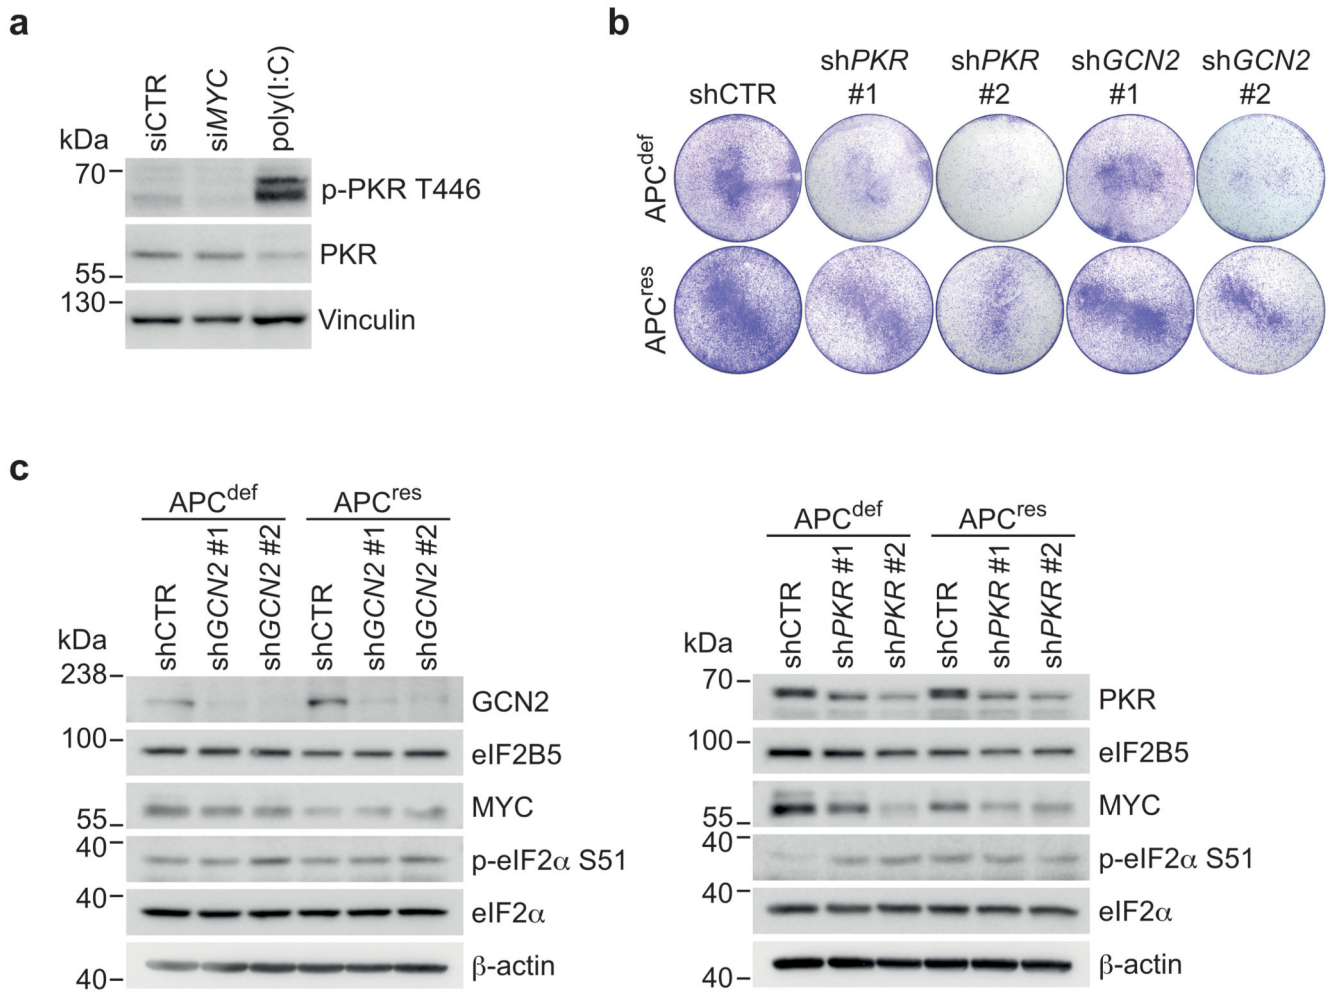 a
kDa
siCTR
siMYC
poly(I:C)
70
p-PKR T446
PKR
55
130
Vinculin
b
shCTR
shPKR #1
shPKR #2
shGCN2 #1
shGCN2 #2
APCdef
APCres
c
APCdef
APCres
kDa
shCTR
shGCN2 #1
shGCN2 #2
shCTR
shGCN2 #1
shGCN2 #2
238
GCN2
100
eIF2B5
MYC
55
40
p-eIF2α S51
40
eIF2α
β-actin
40
APCdef
APCres
kDa
shCTR
shPKR #1
shPKR #2
shCTR
shPKR #1
shPKR #2
70
PKR
100
eIF2B5
MYC
55
40
p-eIF2α S51
40
eIF2α
β-actin
40